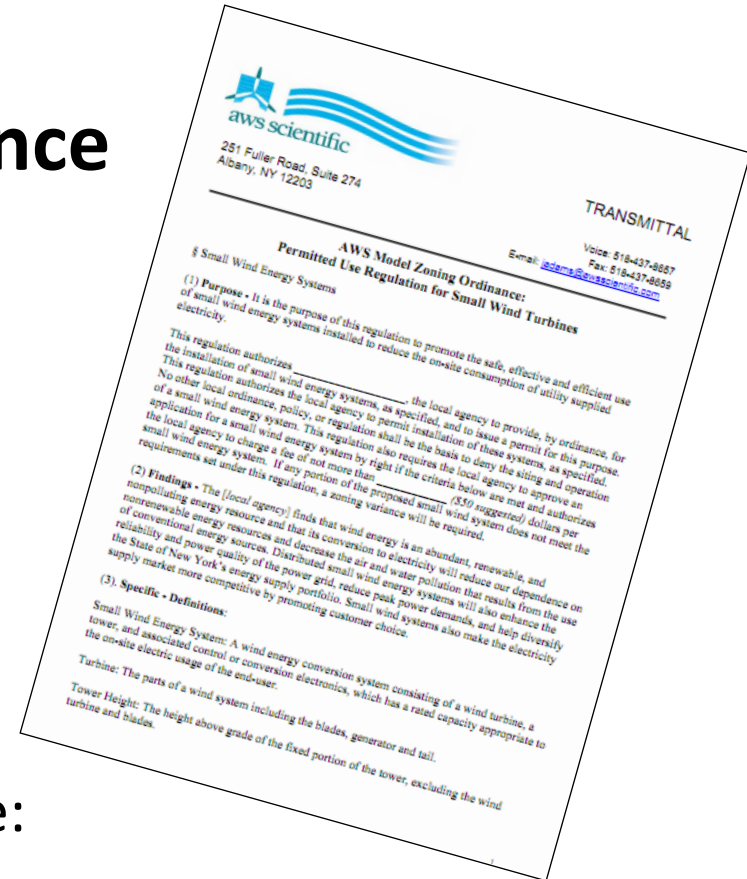 nce
aws scientific
251 Fuller Road, Suite 274
Albany, NY 12203
TRANSMITTAL
Voice: 518-437-8657
Fax: 518-437-8659
E-mail: jadams@awsscientific.com
AWS Model Zoning Ordinance:
Permitted Use Regulation for Small Wind Turbines
§ Small Wind Energy Systems
(1) Purpose - It is the purpose of this regulation to promote the safe, effective and efficient use
of small wind energy systems installed to reduce the on-site consumption of utility supplied
electricity.
This regulation authorizes ____________________, the local agency to provide, by ordinance, for
the installation of small wind energy systems, as specified, and to issue a permit for this purpose.
This regulation authorizes the local agency to permit installation of these systems, as specified.
No other local ordinance, policy, or regulation shall be the basis to deny the siting and operation
of a small wind energy system. This regulation also requires the local agency to approve an
application for a small wind energy system by right if the criteria below are met and authorizes
the local agency to charge a fee of not more than ____________ ($50 suggested) dollars per
small wind energy system. If any portion of the proposed small wind system does not meet the
requirements set under this regulation, a zoning variance will be required.
(2) Findings - The [local agency] finds that wind energy is an abundant, renewable, and
nonpolluting energy resource and that its conversion to electricity will reduce our dependence on
nonrenewable energy resources and decrease the air and water pollution that results from the use
of conventional energy sources. Distributed small wind energy systems will also enhance the
reliability and power quality of the power grid, reduce peak power demands, and help diversify
the State of New York's energy supply portfolio. Small wind systems also make the electricity
supply market more competitive by promoting customer choice.
(3). Specific - Definitions:
Small Wind Energy System: A wind energy conversion system consisting of a wind turbine, a
tower, and associated control or conversion electronics, which has a rated capacity appropriate to
the on-site electric usage of the end-user.
Turbine: The parts of a wind system including the blades, generator and tail.
Tower Height: The height above grade of the fixed portion of the tower, excluding the wind
turbine and blades.
1
e: